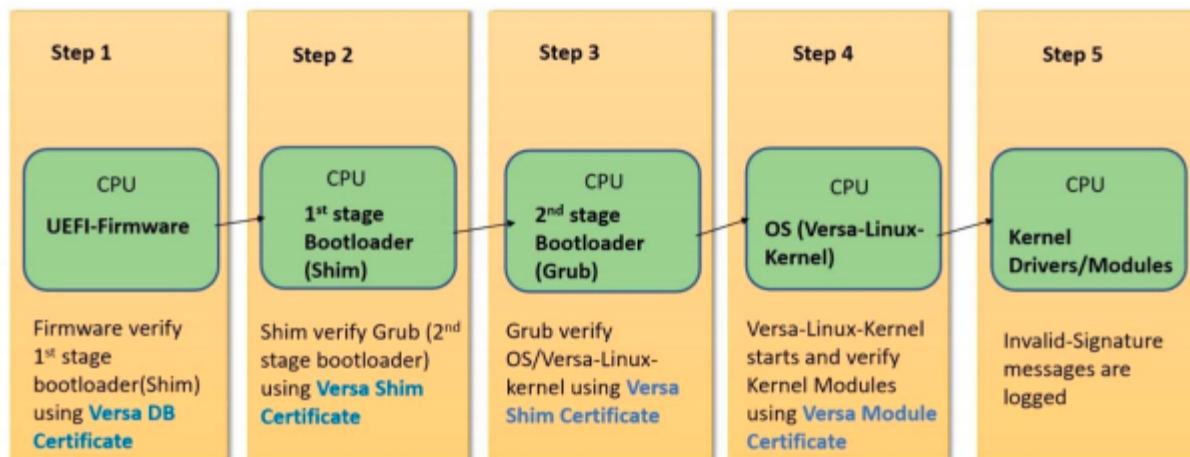 Step 1
CPU
UEFI-Firmware
Firmware verify
1st stage
bootloader(Shim)
using Versa DB
Certificate
Step 2
CPU
1st stage
Bootloader
(Shim)
Shim verify Grub (2nd
stage bootloader)
using Versa Shim
Certificate
Step 3
CPU
2nd stage
Bootloader
(Grub)
Grub verify
OS/Versa-Linux-
kernel using Versa
Shim Certificate
Step 4
CPU
OS (Versa-Linux-
Kernel)
Versa-Linux-Kernel
starts and verify
Kernel Modules
using Versa Module
Certificate
Step 5
CPU
Kernel
Drivers/Modules
Invalid-Signature
messages are
logged